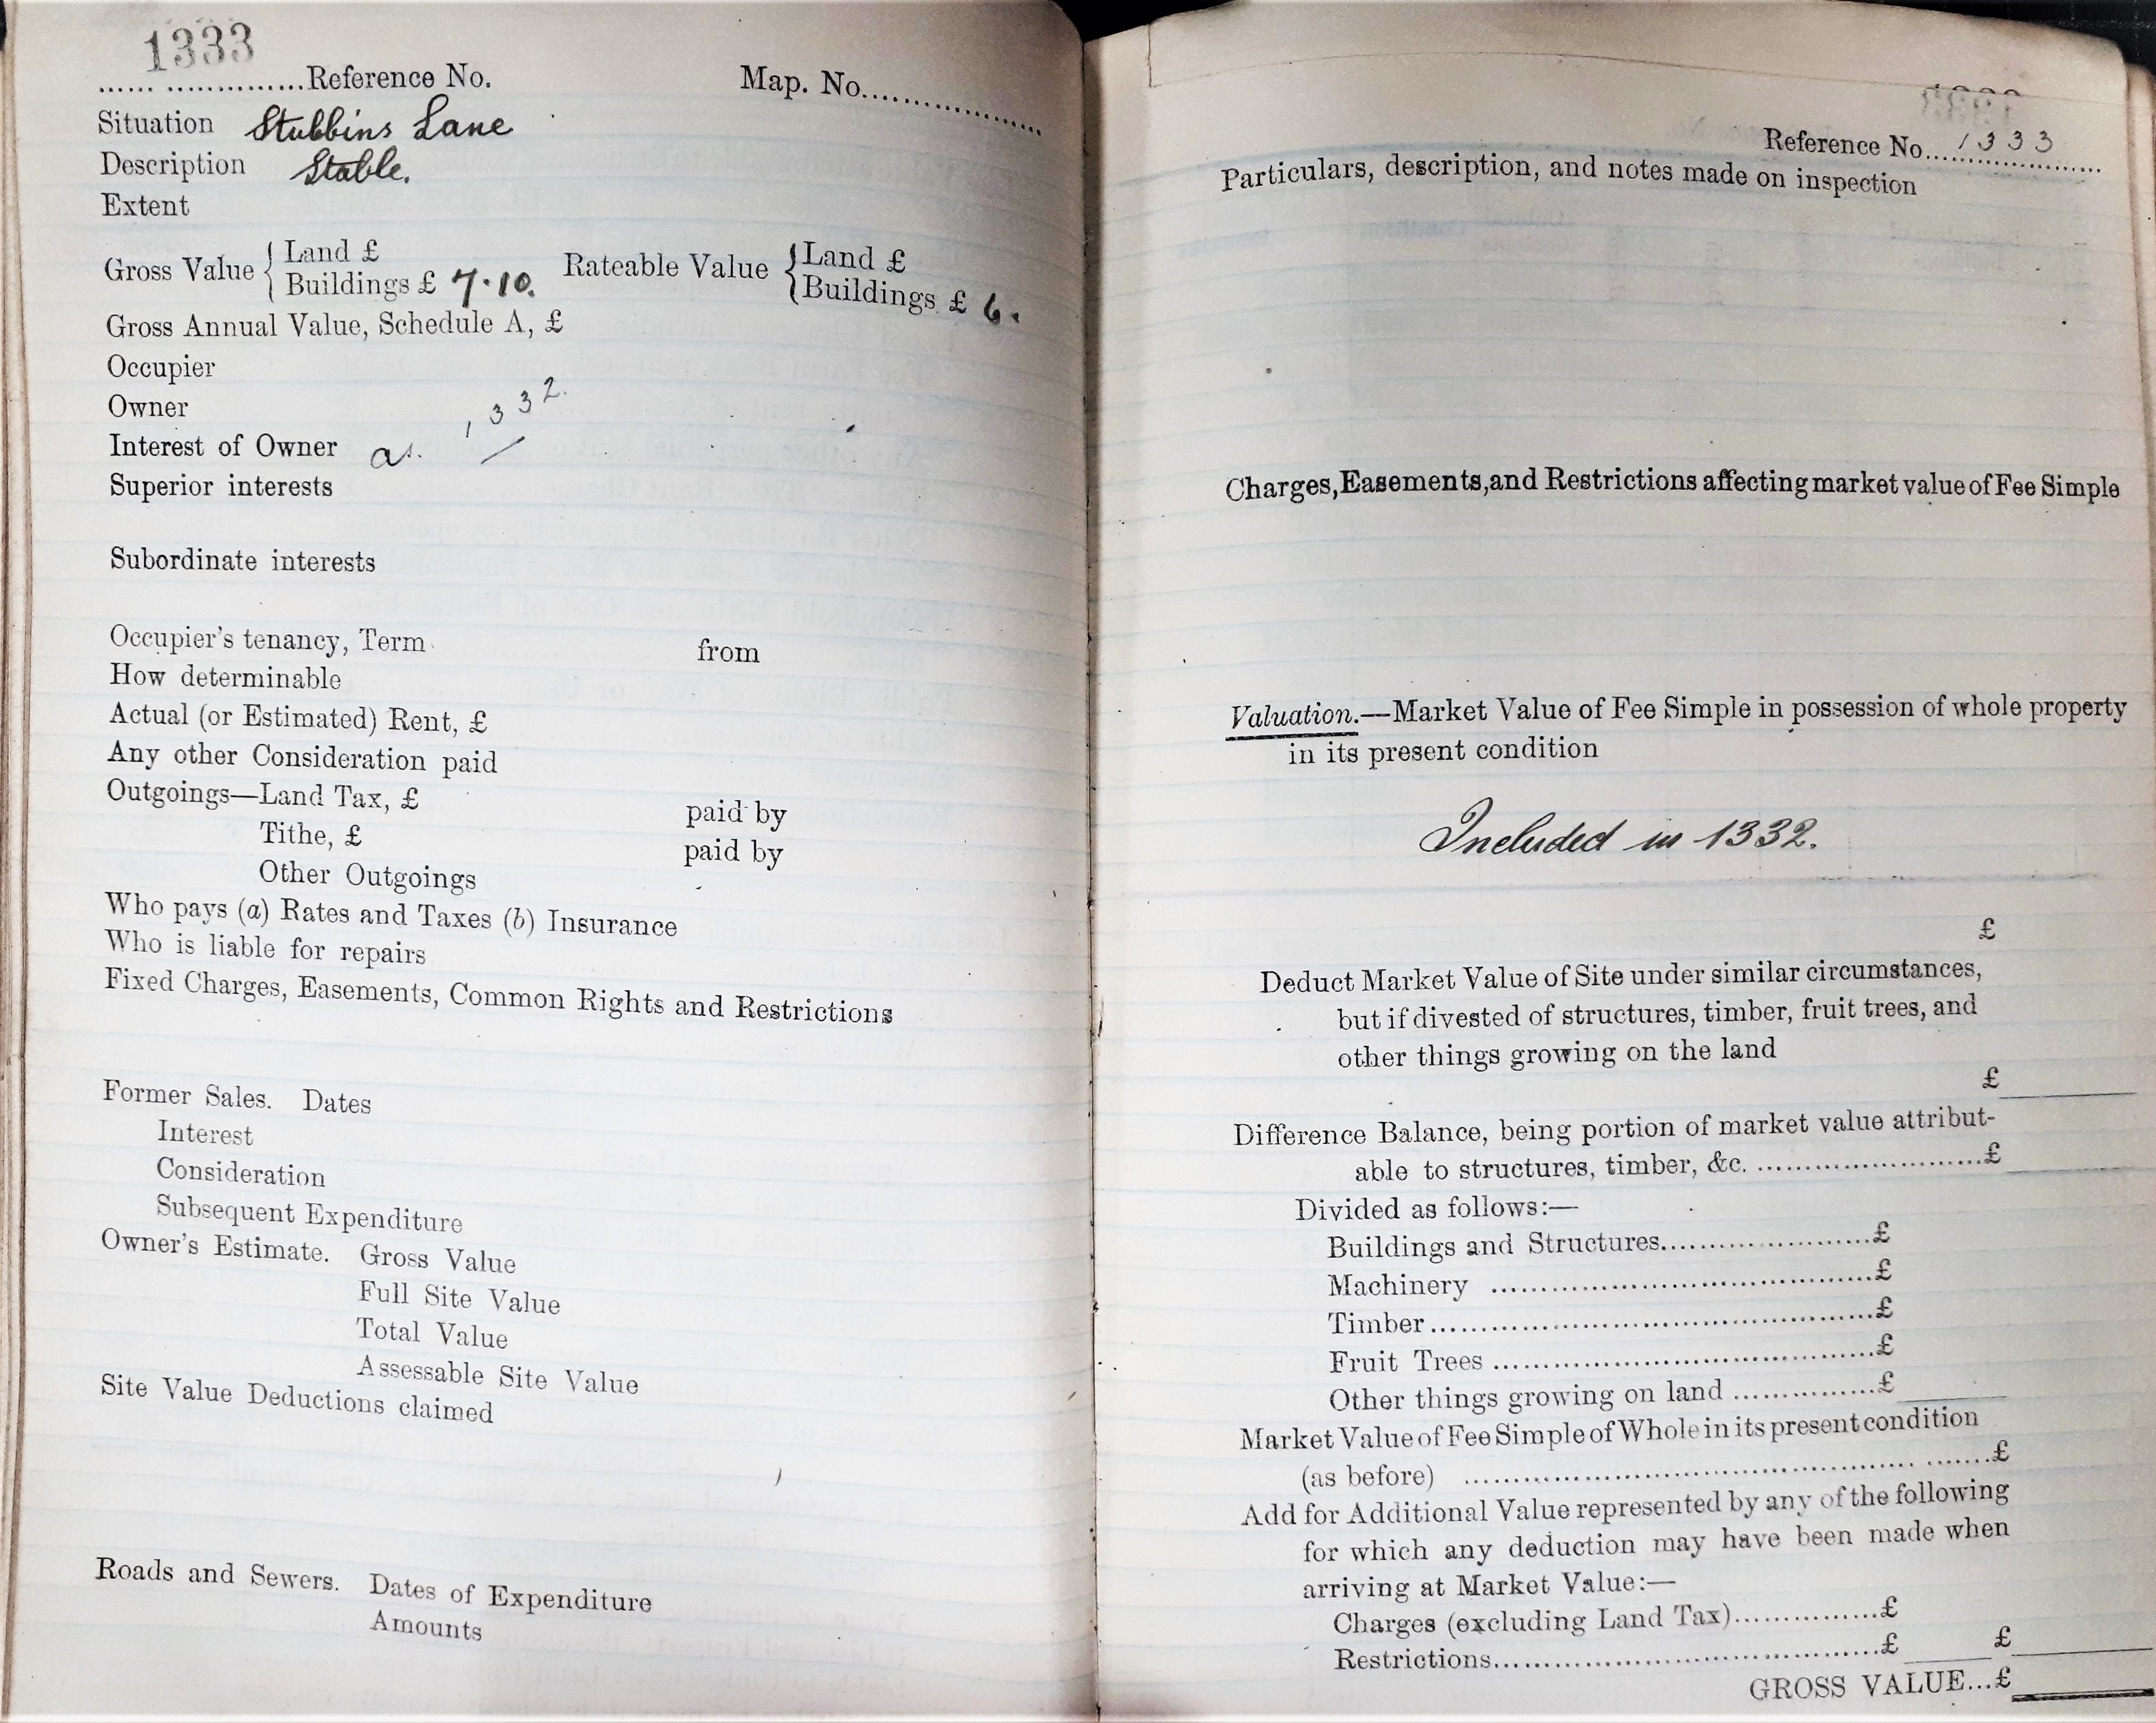 1333
...... ...............Reference No.
Map. No.....................
Situation Stubbins Lane
Description Stable.
Extent
Gross Value { Land £
Buildings £ 7.10.
Rateable Value { Land £
Buildings £ 6.
Gross Annual Value, Schedule A, £
Occupier
Owner
Interest of Owner as. 1332.
Superior interests
Subordinate interests
Occupier's tenancy, Term from
How determinable
Actual (or Estimated) Rent, £
Any other Consideration paid
Outgoings—Land Tax, £ paid by
Tithe, £ paid by
Other Outgoings
Who pays (a) Rates and Taxes (b) Insurance
Who is liable for repairs
Fixed Charges, Easements, Common Rights and Restrictions
Former Sales. Dates
Interest
Consideration
Subsequent Expenditure
Owner's Estimate. Gross Value
Full Site Value
Total Value
Assessable Site Value
Site Value Deductions claimed
Roads and Sewers. Dates of Expenditure
Amounts
Reference No....1333......
Particulars, description, and notes made on inspection
Charges, Easements, and Restrictions affecting market value of Fee Simple
Valuation.—Market Value of Fee Simple in possession of whole property
in its present condition
Included in 1332.
£
Deduct Market Value of Site under similar circumstances,
but if divested of structures, timber, fruit trees, and
other things growing on the land
£
Difference Balance, being portion of market value attribut-
able to structures, timber, &c. ...........................£
Divided as follows:—
Buildings and Structures.........................£
Machinery ..............................................£
Timber.....................................................£
Fruit Trees ..............................................£
Other things growing on land .................£
Market Value of Fee Simple of Whole in its present condition
(as before) ...................................................... .......£
Add for Additional Value represented by any of the following
for which any deduction may have been made when
arriving at Market Value:—
Charges (excluding Land Tax).................£
Restrictions..............................................£ £
GROSS VALUE...£